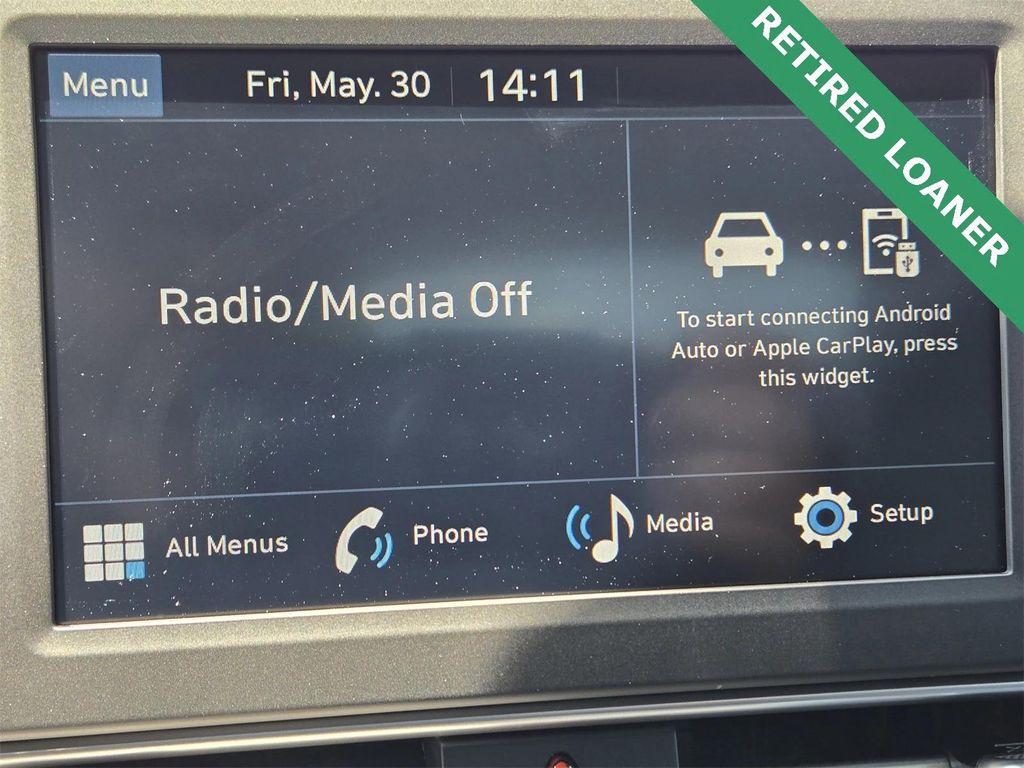 Menu Fri, May. 30 14:11
RETIRED LOANER
Radio/Media Off
To start connecting Android
Auto or Apple CarPlay, press
this widget.
All Menus Phone Media Setup